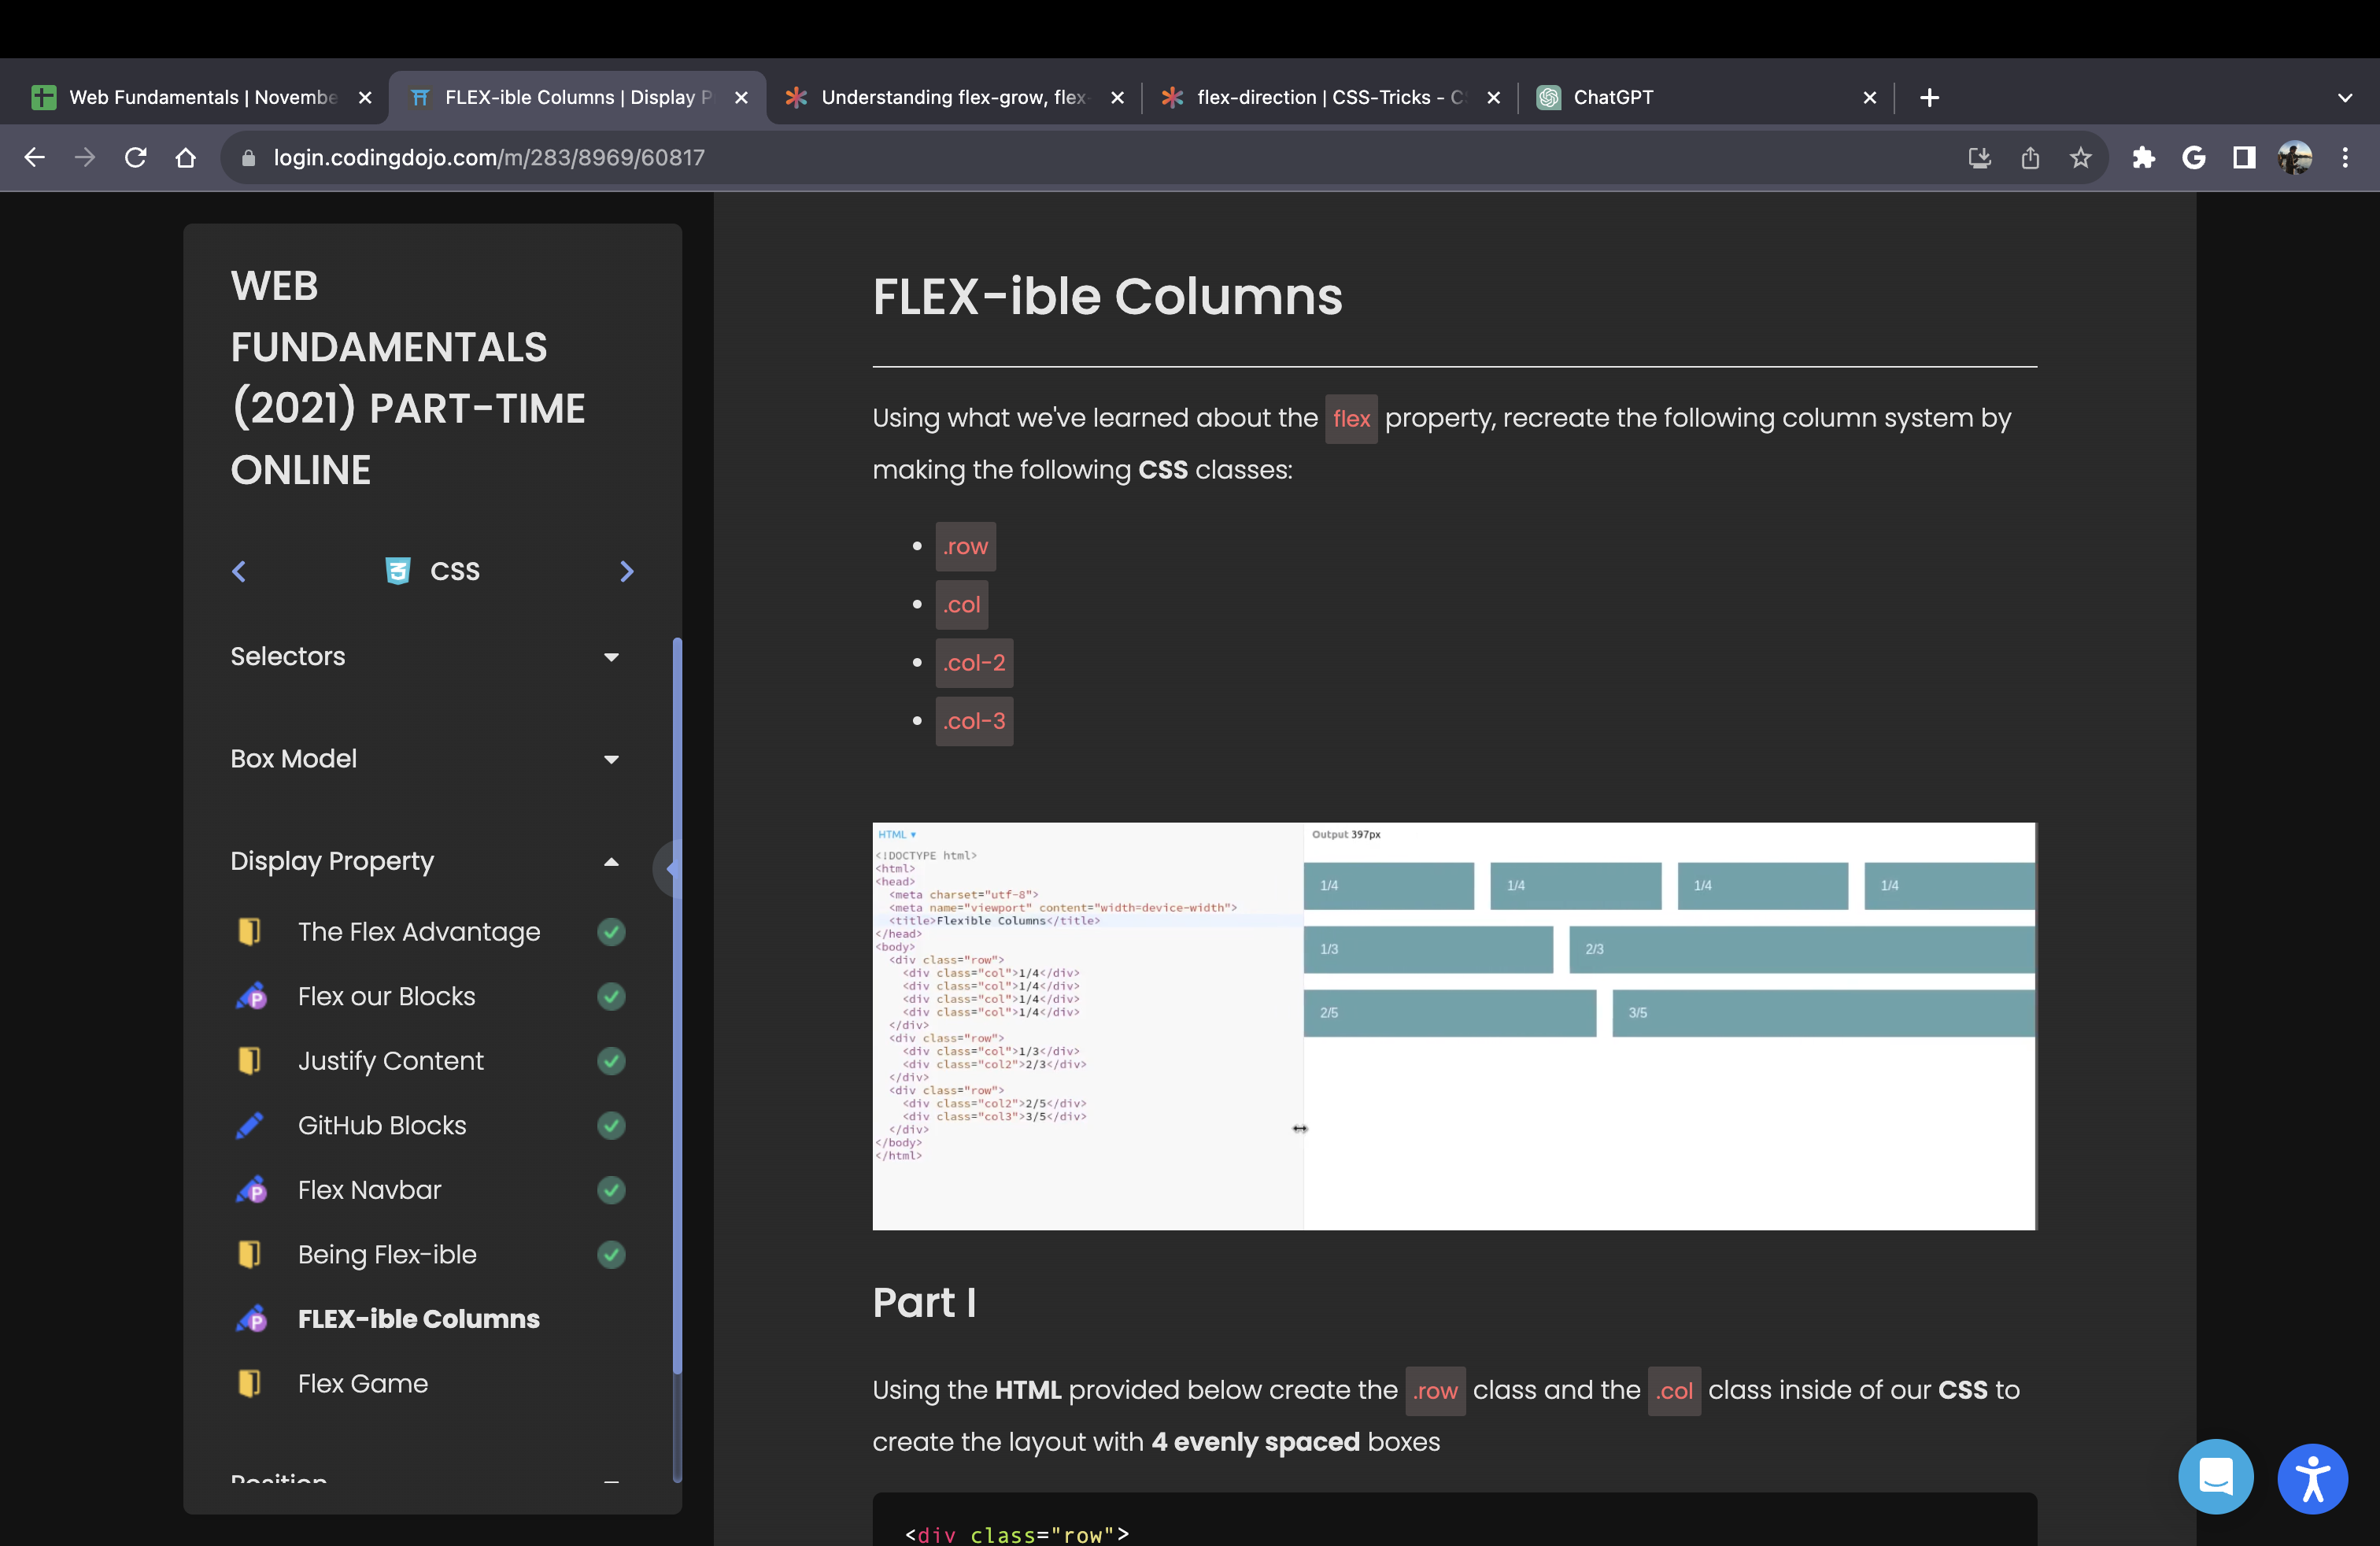 Web Fundamentals | Novembe
FLEX-ible Columns | Display P
Understanding flex-grow, flex-
flex-direction | CSS-Tricks - C
ChatGPT
login.codingdojo.com/m/283/8969/60817
WEB
FUNDAMENTALS
(2021) PART-TIME
ONLINE
CSS
Selectors
Box Model
Display Property
The Flex Advantage
Flex our Blocks
Justify Content
GitHub Blocks
Flex Navbar
Being Flex-ible
FLEX-ible Columns
Flex Game
Position
FLEX-ible Columns
Using what we've learned about the flex property, recreate the following column system by
making the following CSS classes:
.row
.col
.col-2
.col-3
HTML ▾
<!DOCTYPE html>
<html>
<head>
<meta charset="utf-8">
<meta name="viewport" content="width=device-width">
<title>Flexible Columns</title>
</head>
<body>
<div class="row">
<div class="col">1/4</div>
<div class="col">1/4</div>
<div class="col">1/4</div>
<div class="col">1/4</div>
</div>
<div class="row">
<div class="col">1/3</div>
<div class="col2">2/3</div>
</div>
<div class="row">
<div class="col2">2/5</div>
<div class="col3">3/5</div>
</div>
</body>
</html>
Output 397px
1/4 1/4 1/4 1/4
1/3 2/3
2/5 3/5
Part I
Using the HTML provided below create the .row class and the .col class inside of our CSS to
create the layout with 4 evenly spaced boxes
<div class="row">